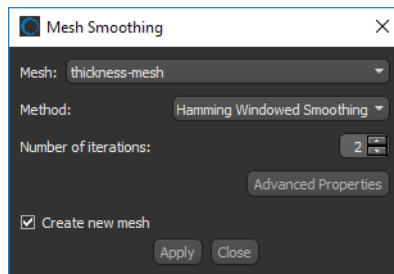 Mesh Smoothing
Mesh: thickness-mesh
Method: Hamming Windowed Smoothing
Number of iterations: 2
Advanced Properties
Create new mesh
Apply Close